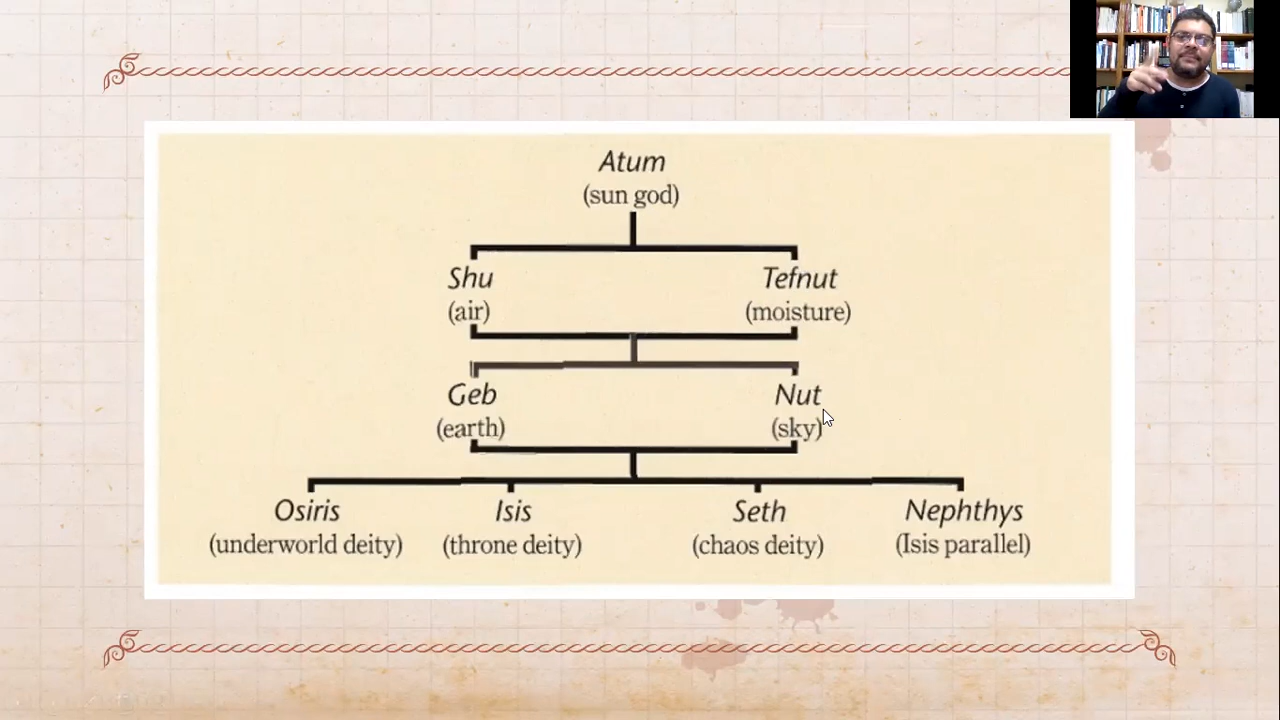 Atum
(sun god)
Shu Tefnut
(air) (moisture)
Geb Nut
(earth) (sky)
Osiris Isis Seth Nephthys
(underworld deity) (throne deity) (chaos deity) (Isis parallel)